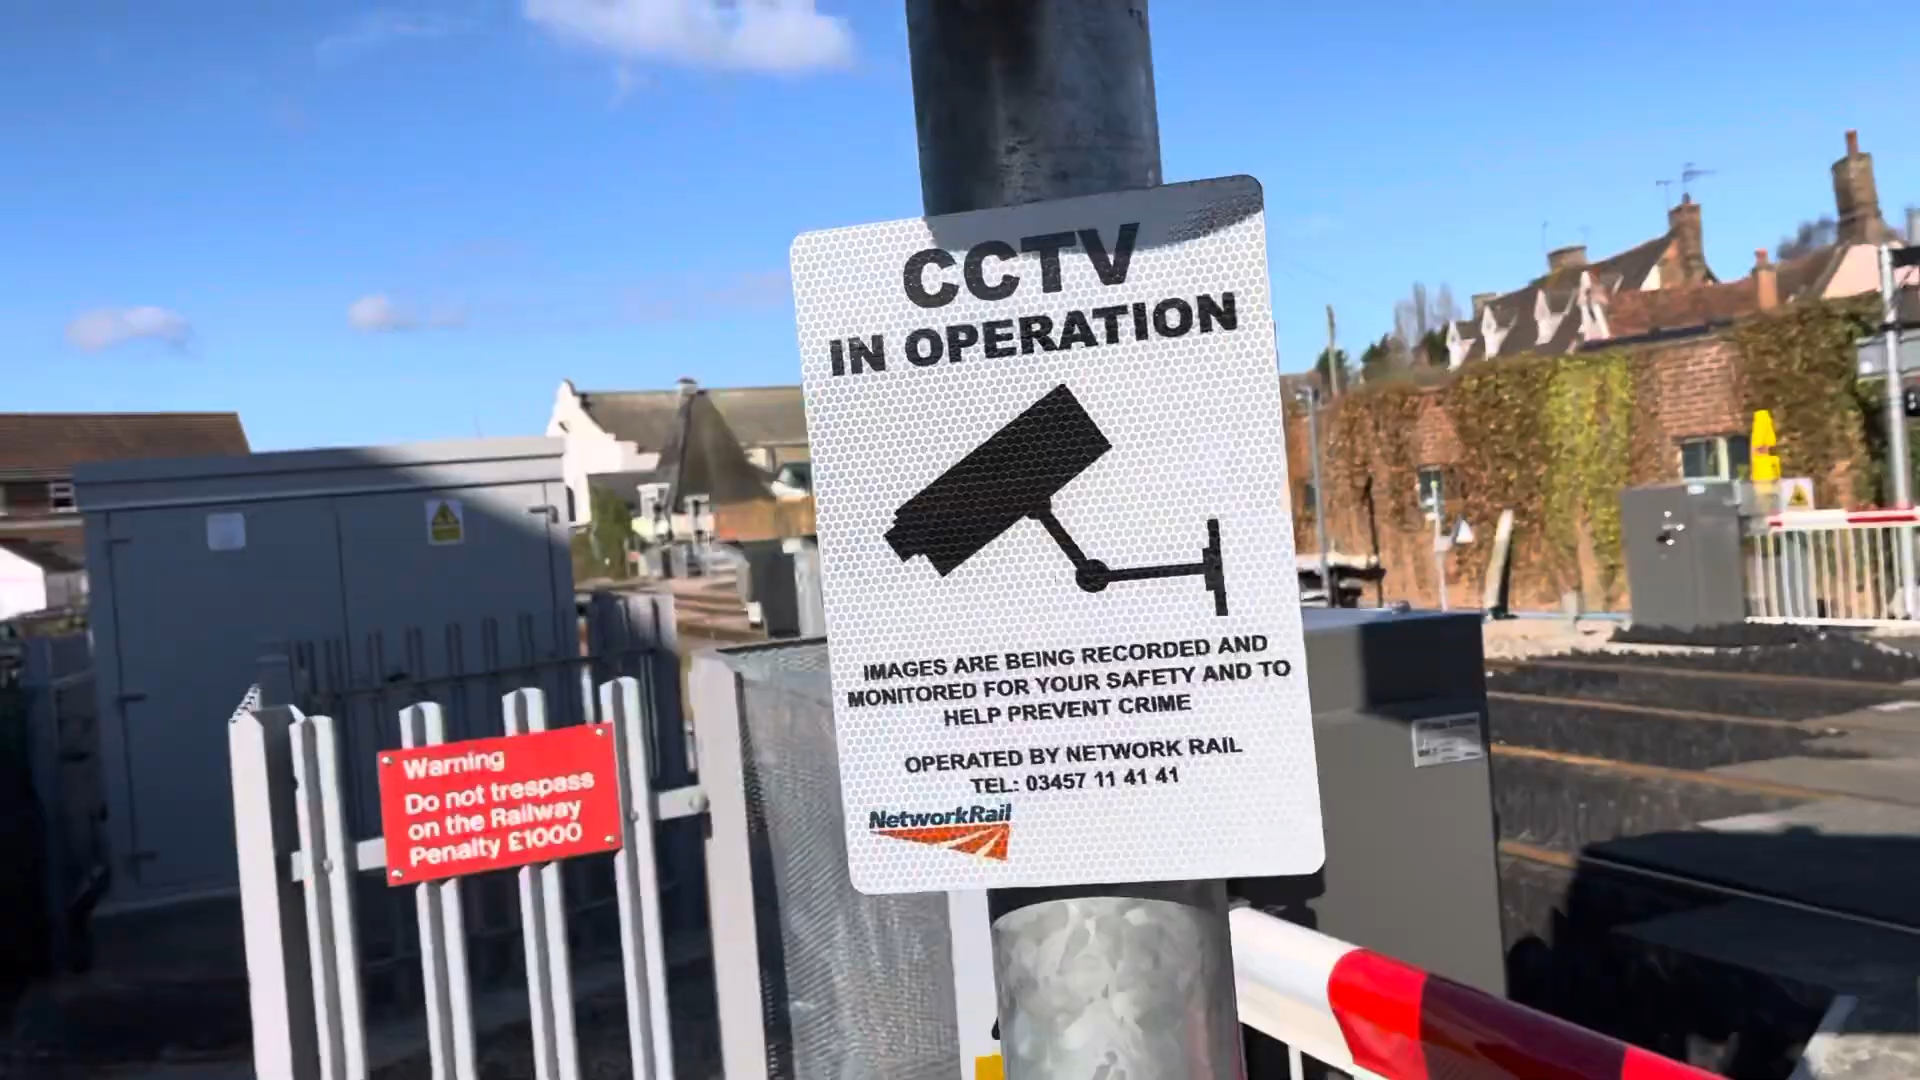 CCTV
IN OPERATION
IMAGES ARE BEING RECORDED AND
MONITORED FOR YOUR SAFETY AND TO
HELP PREVENT CRIME
OPERATED BY NETWORK RAIL
TEL: 03457 11 41 41
NetworkRail
Warning
Do not trespass
on the Railway
Penalty £1000